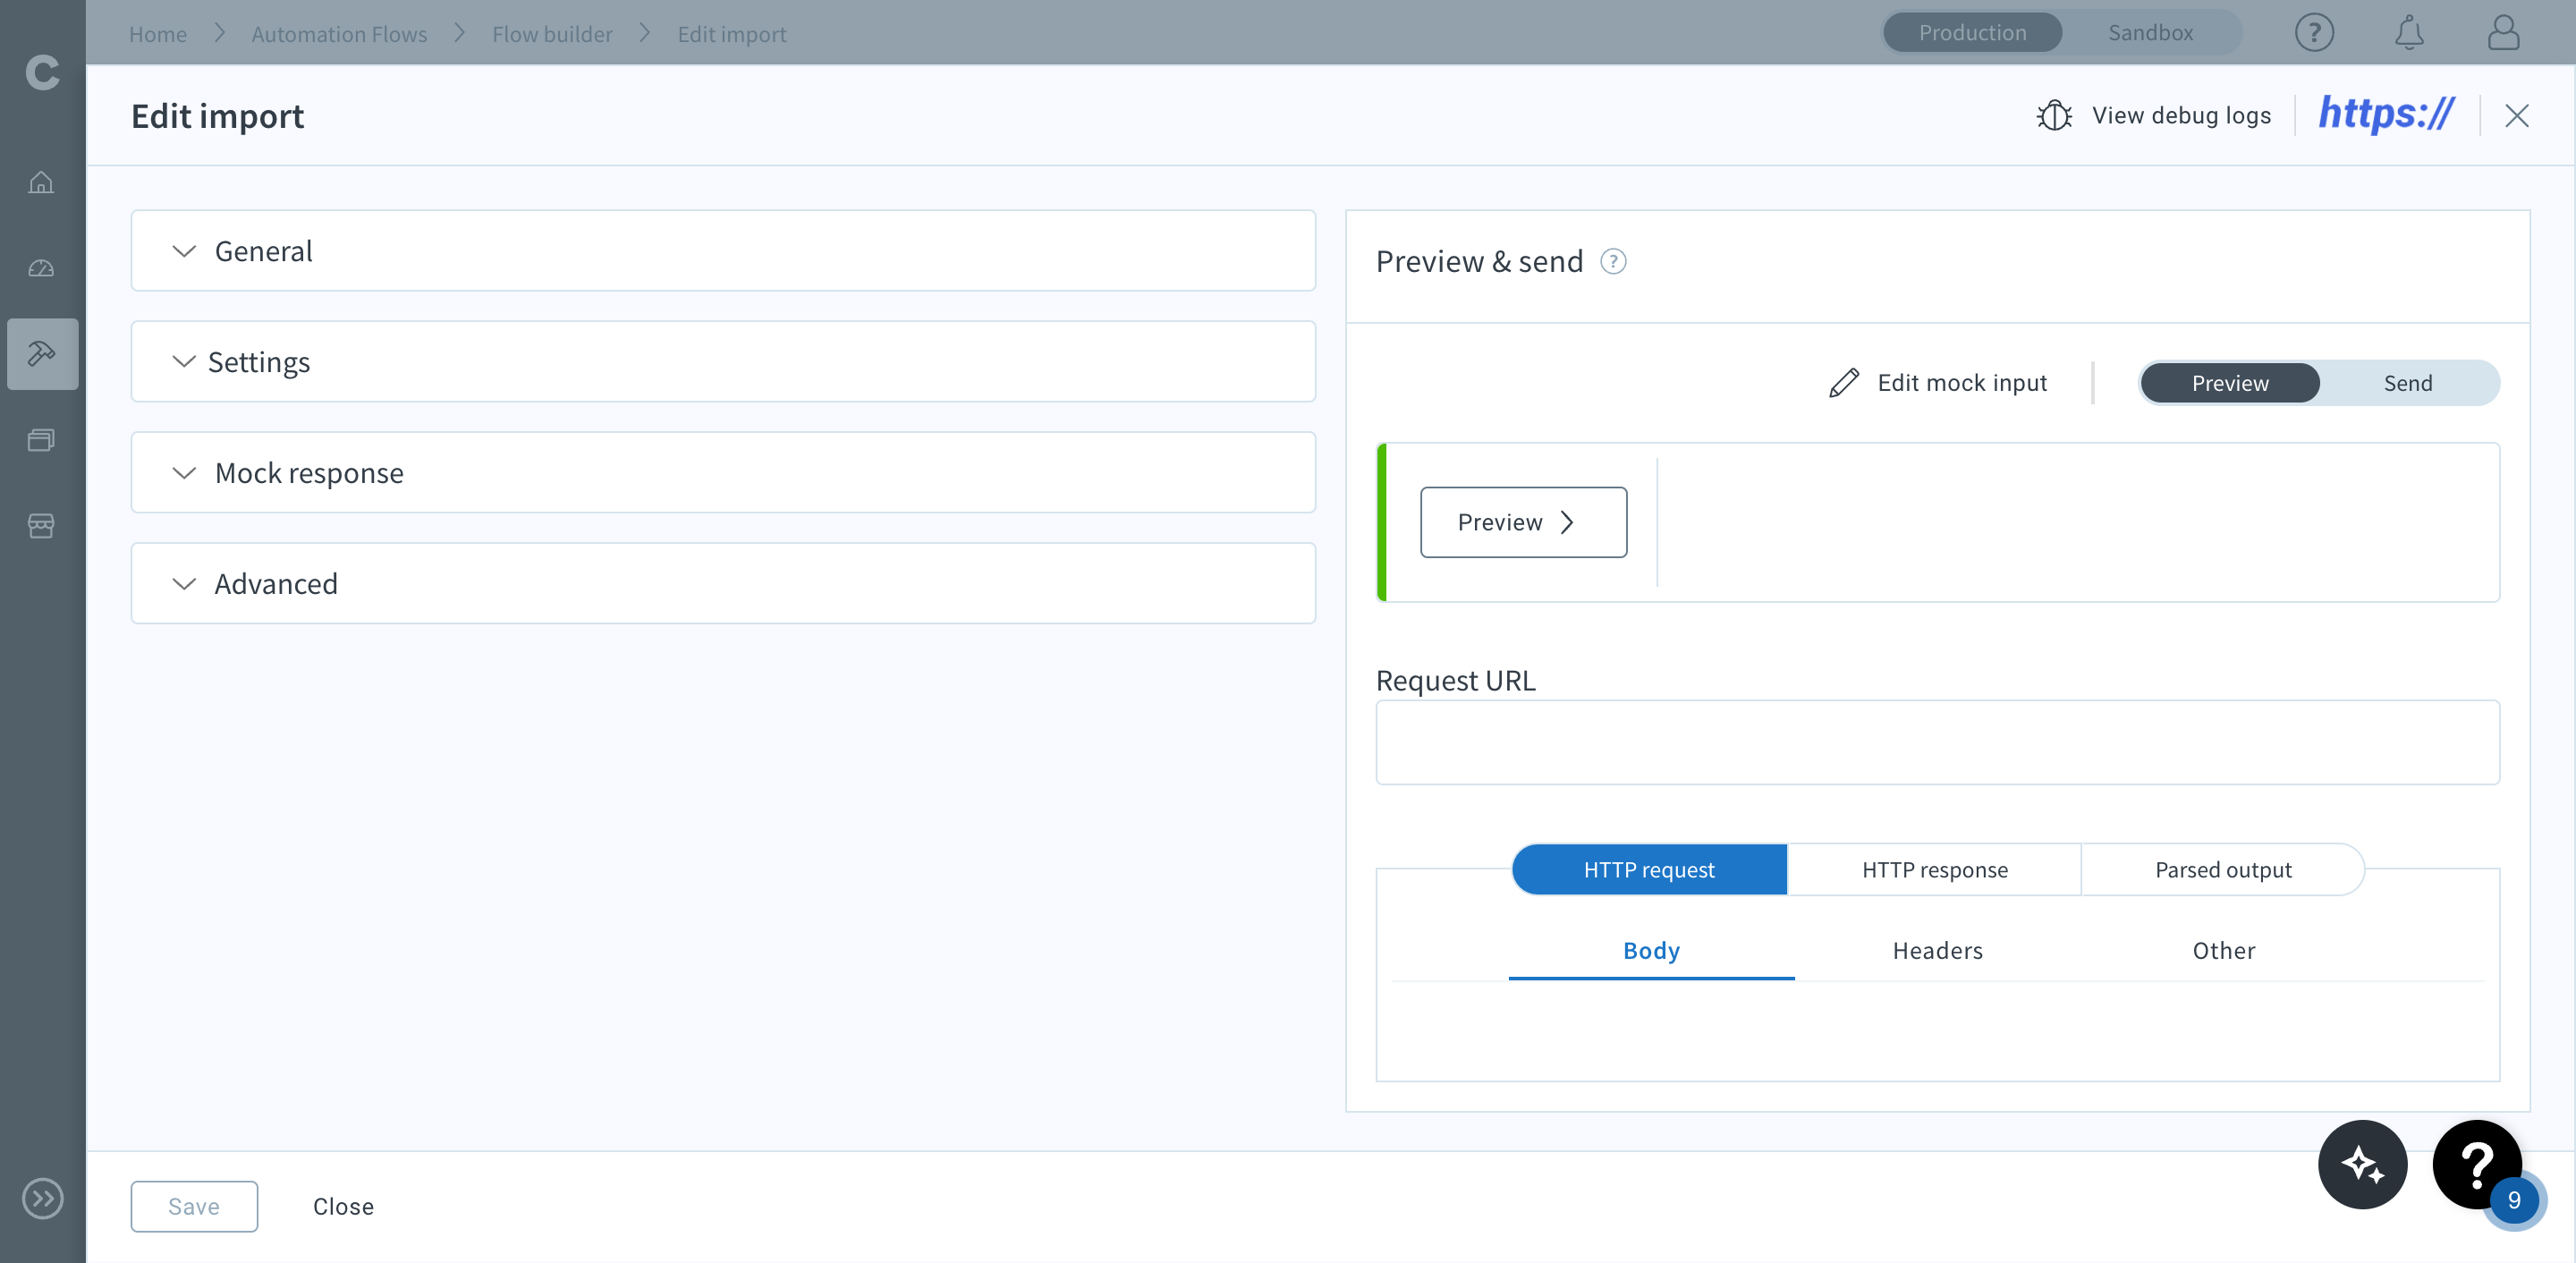 Home > Automation Flows > Flow builder > Edit import
Production Sandbox ?
C
Edit import
View debug logs
https://
General
Settings
Mock response
Advanced
Preview & send ?
Edit mock input
Preview Send
Preview >
Request URL
HTTP request HTTP response Parsed output
Body Headers Other
Save Close
? 9